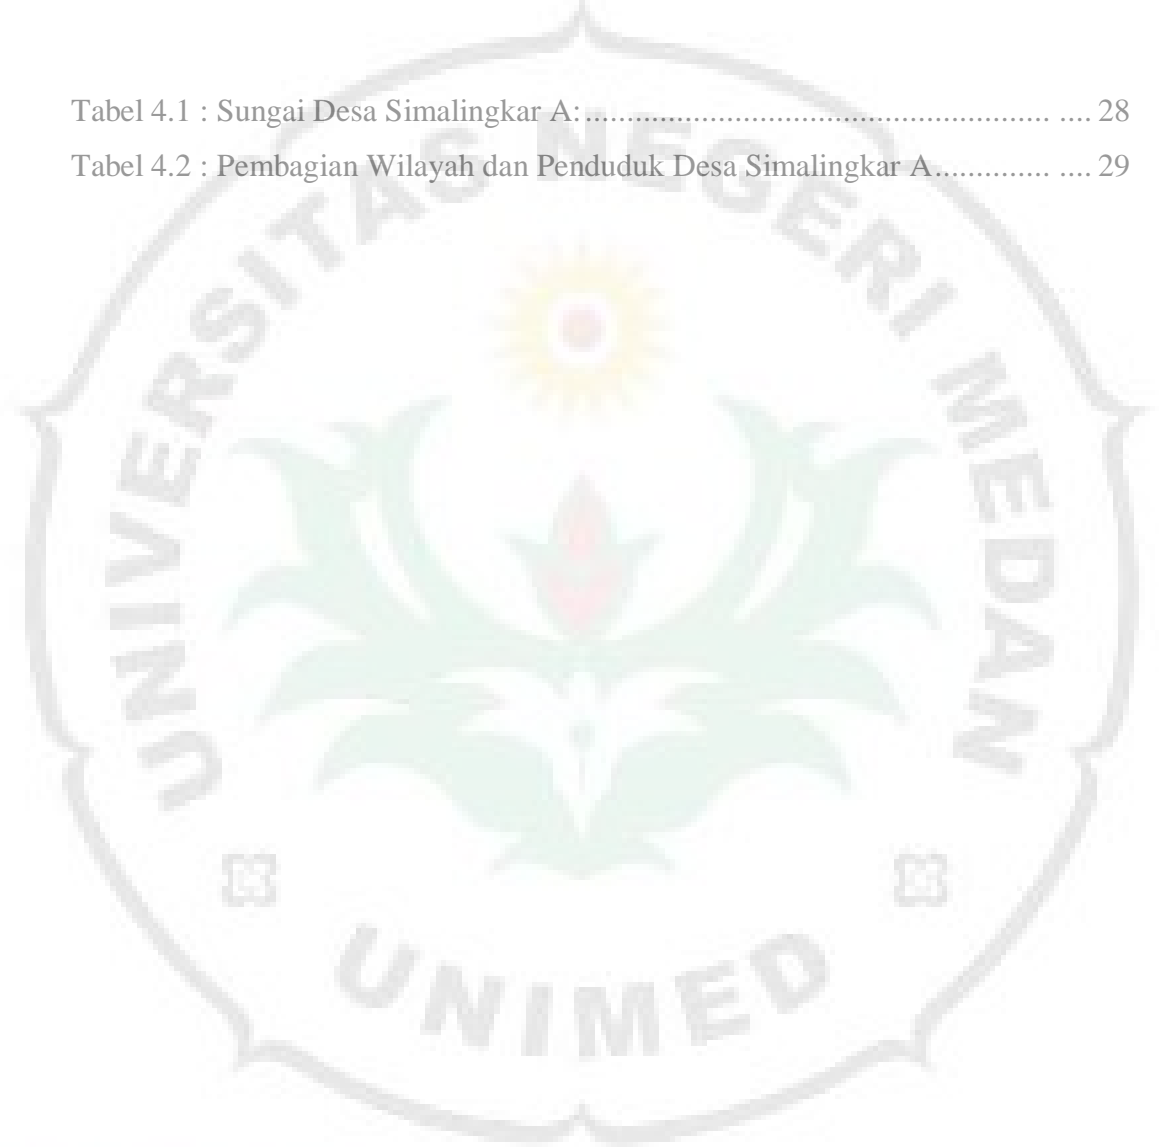 Tabel 4.1 : Sungai Desa Simalingkar A:.................................................... .... 28
Tabel 4.2 : Pembagian Wilayah dan Penduduk Desa Simalingkar A.............. .... 29
UNIVERSITAS NEGERI MEDAN
UNIMED